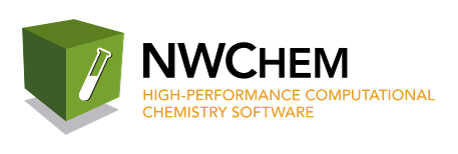 NWCHEM
HIGH-PERFORMANCE COMPUTATIONAL
CHEMISTRY SOFTWARE